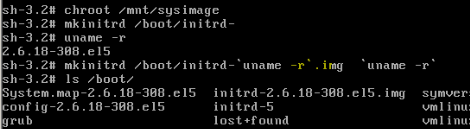 sh-3.2# chroot /mnt/sysimage
sh-3.2# mkinitrd /boot/initrd-
sh-3.2# uname -r
2.6.18-308.el5
sh-3.2# mkinitrd /boot/initrd-`uname -r`.img `uname -r`
sh-3.2# ls /boot/
System.map-2.6.18-308.el5 initrd-2.6.18-308.el5.img symver
config-2.6.18-308.el5 initrd-5 vmlinu
grub lost+found vmlinu